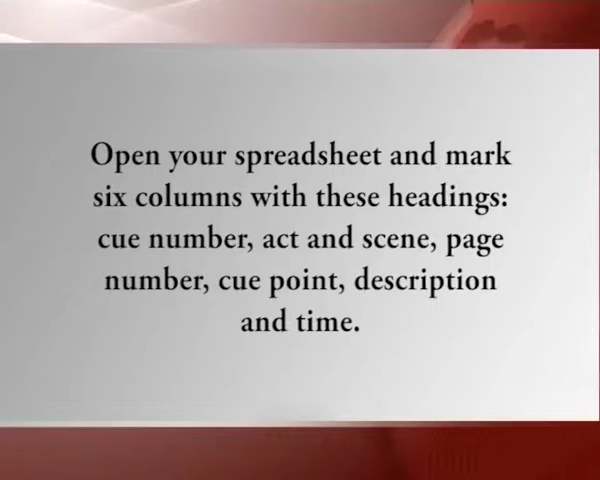 Open your spreadsheet and mark
six columns with these headings:
cue number, act and scene, page
number, cue point, description
and time.